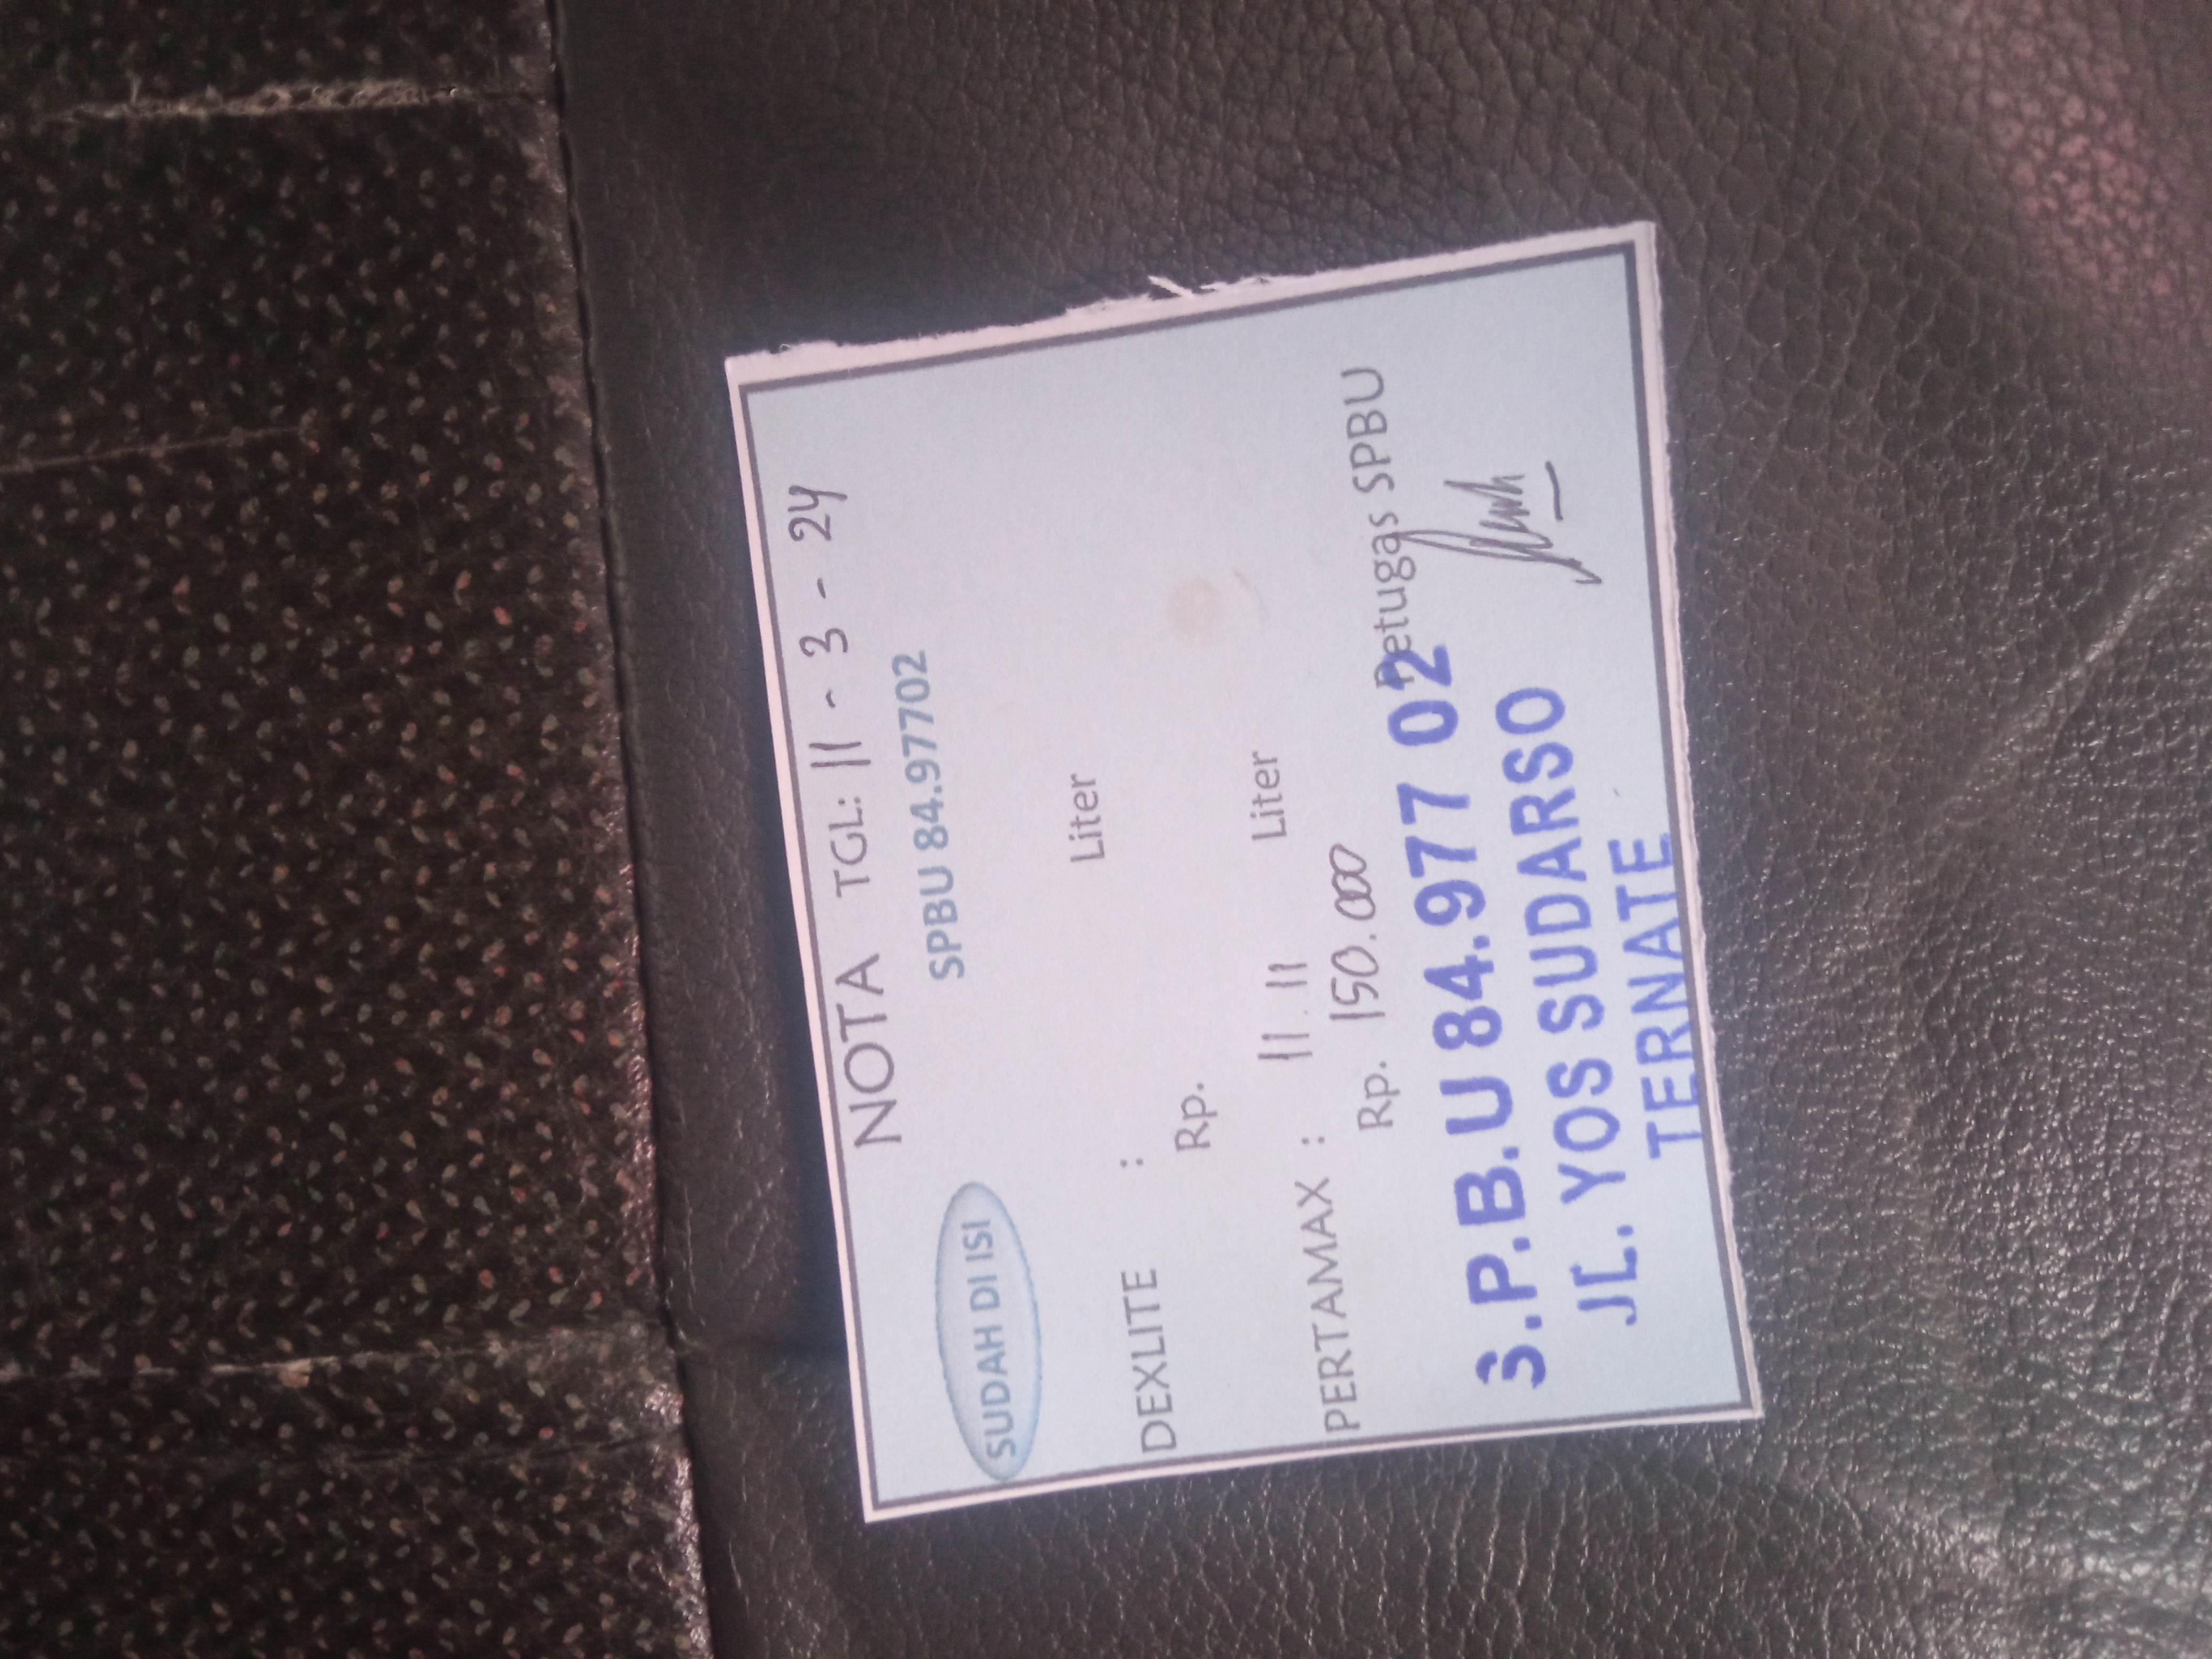 NOTA TGL: 11 - 3 - 24
SPBU 84.97702
SUDAH DI ISI
DEXLITE : Liter
Rp.
PERTAMAX : 11.11 Liter
Rp. 150.000
Petugas SPBU
S.P.B.U 84.977 02
JL. YOS SUDARSO
TERNATE